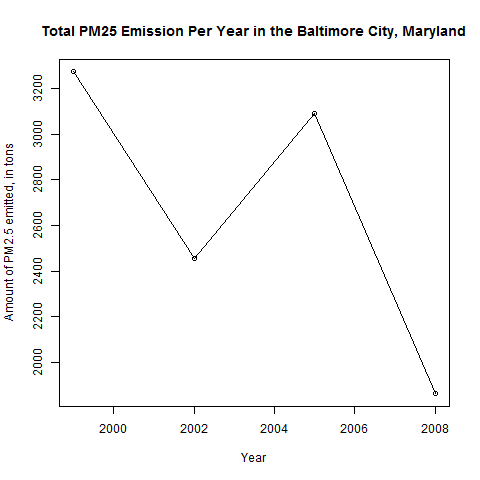 Total PM25 Emission Per Year in the Baltimore City, Maryland
Amount of PM2.5 emitted, in tons
3200
3000
2800
2600
2400
2200
2000
2000 2002 2004 2006 2008
Year